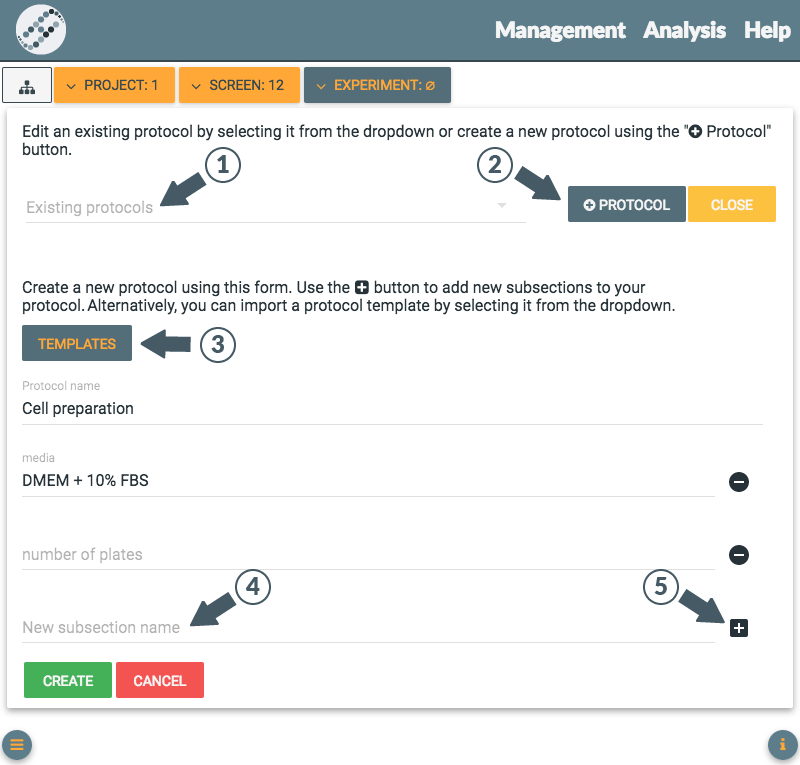 Management Analysis Help
PROJECT: 1 SCREEN: 12 EXPERIMENT: ∅
Edit an existing protocol by selecting it from the dropdown or create a new protocol using the "+ Protocol"
button.
1
2
Existing protocols
+ PROTOCOL
CLOSE
Create a new protocol using this form. Use the + button to add new subsections to your
protocol. Alternatively, you can import a protocol template by selecting it from the dropdown.
TEMPLATES
3
Protocol name
Cell preparation
media
DMEM + 10% FBS
number of plates
4
5
New subsection name
CREATE
CANCEL
i